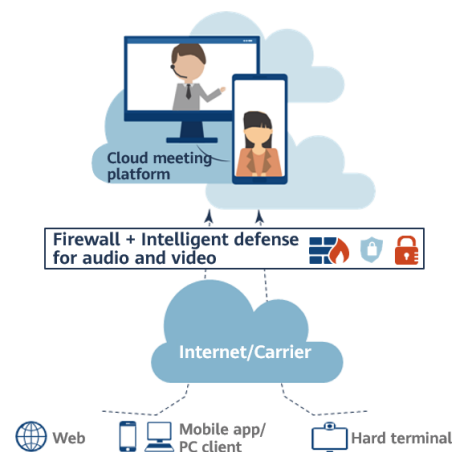 Cloud meeting
platform
Firewall + Intelligent defense
for audio and video
Internet/Carrier
Web
Mobile app/
PC client
Hard terminal